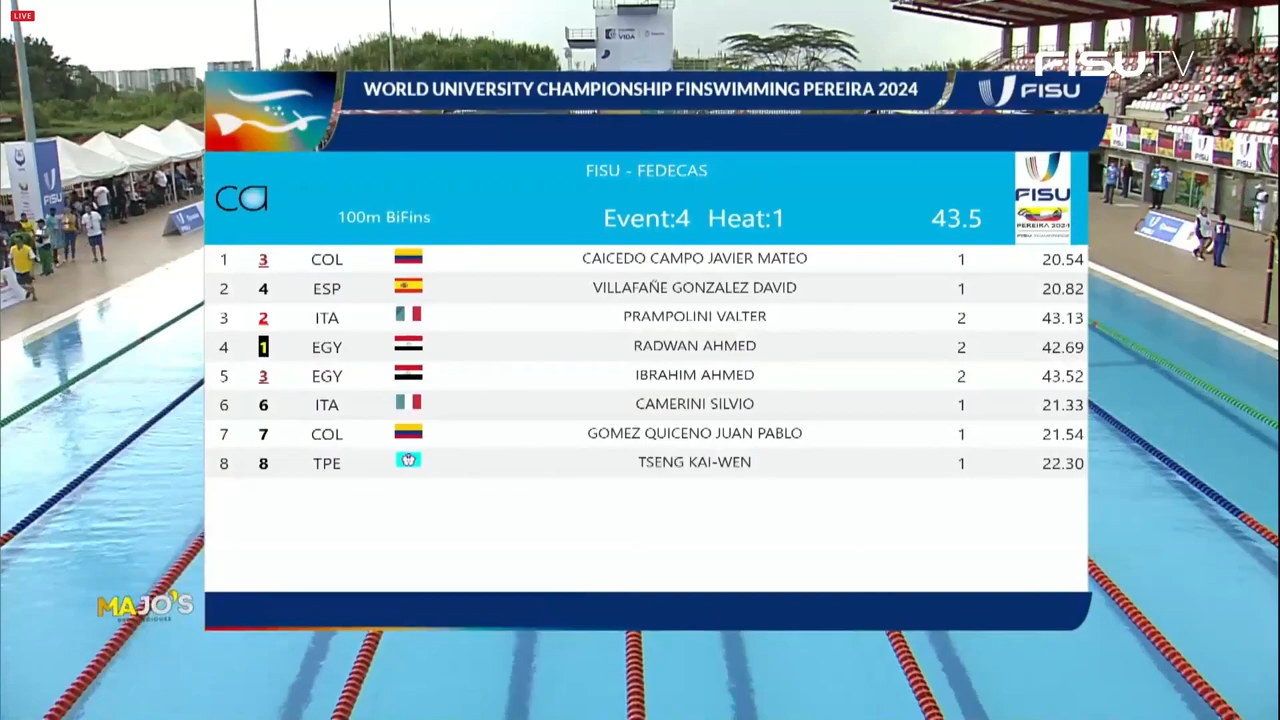 LIVE
FISUTV
WORLD UNIVERSITY CHAMPIONSHIP FINSWIMMING PEREIRA 2024
FISU
FISU - FEDECAS
ca
100m BiFins
Event:4 Heat:1
43.5
FISU
PEREIRA 2024
1 3 COL CAICEDO CAMPO JAVIER MATEO 1 20.54
2 4 ESP VILLAFAÑE GONZALEZ DAVID 1 20.82
3 2 ITA PRAMPOLINI VALTER 2 43.13
4 1 EGY RADWAN AHMED 2 42.69
5 3 EGY IBRAHIM AHMED 2 43.52
6 6 ITA CAMERINI SILVIO 1 21.33
7 7 COL GOMEZ QUICENO JUAN PABLO 1 21.54
8 8 TPE TSENG KAI-WEN 1 22.30
VIDA
FISU
MAJO'S